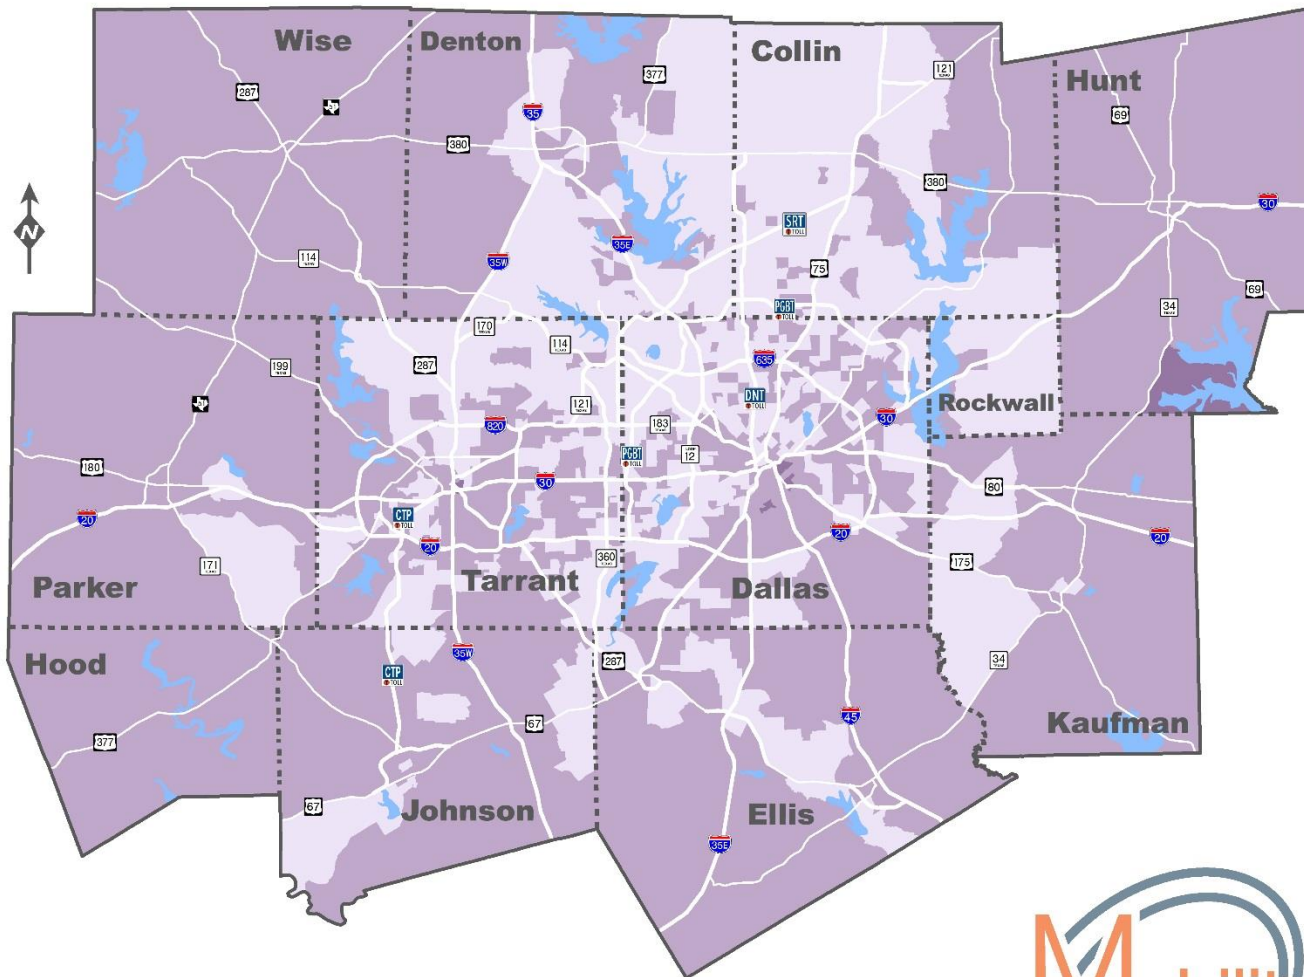 Wise
Denton
Collin
Hunt
377
121
287
35
69
380
380
30
N
SRT
TOLL
35E
114
35W
75
69
PGBT
TOLL
34
170
114
635
287
199
DNT
TOLL
121
Rockwall
820
183
30
12
PGBT
TOLL
180
30
80
20
CTP
TOLL
20
20
20
360
175
171
Parker
Tarrant
Dallas
Hood
35W
287
34
CTP
TOLL
45
67
Kaufman
377
67
Johnson
Ellis
35E
M